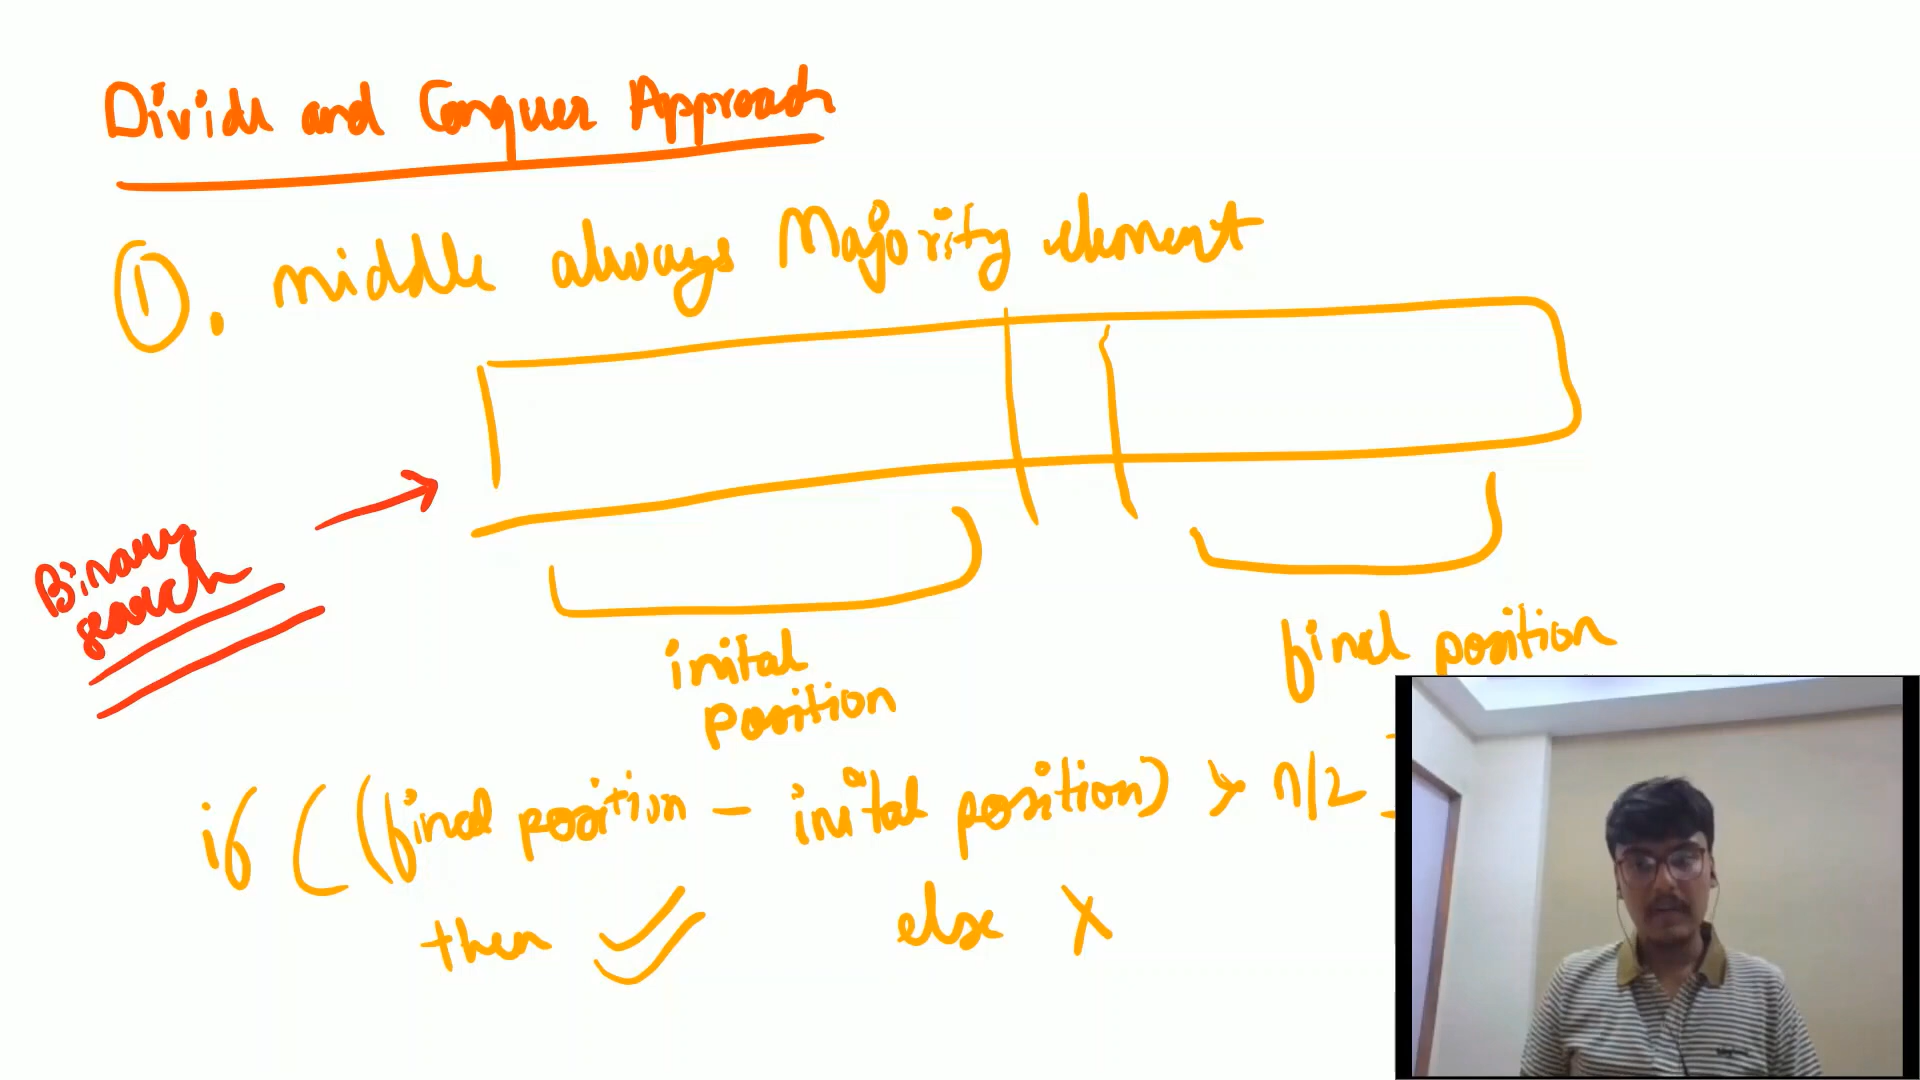 Divide and Conquer Approach
①. middle always Majority element
Binary
search
inital
position
final position
if ((final position - inital position) > n/2
then
else X